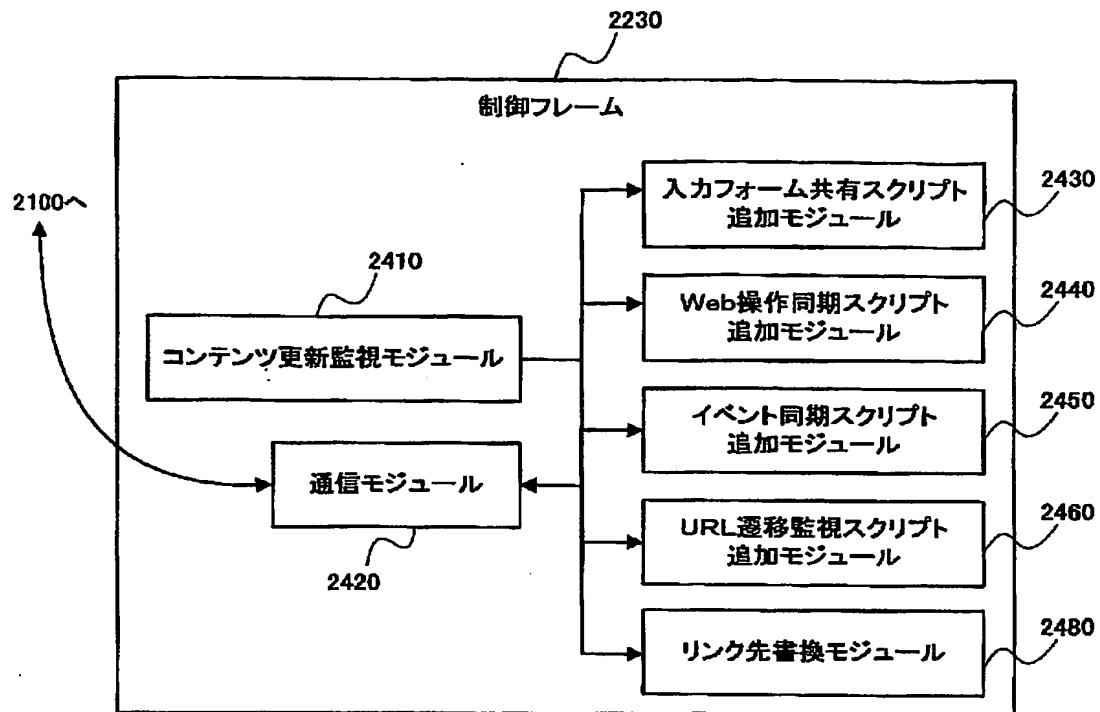 2230
制御フレーム
2100へ
2410
コンテンツ更新監視モジュール
通信モジュール
2420
入力フォーム共有スクリプト
追加モジュール
2430
Web操作同期スクリプト
追加モジュール
2440
イベント同期スクリプト
追加モジュール
2450
URL遷移監視スクリプト
追加モジュール
2460
リンク先書換モジュール
2480